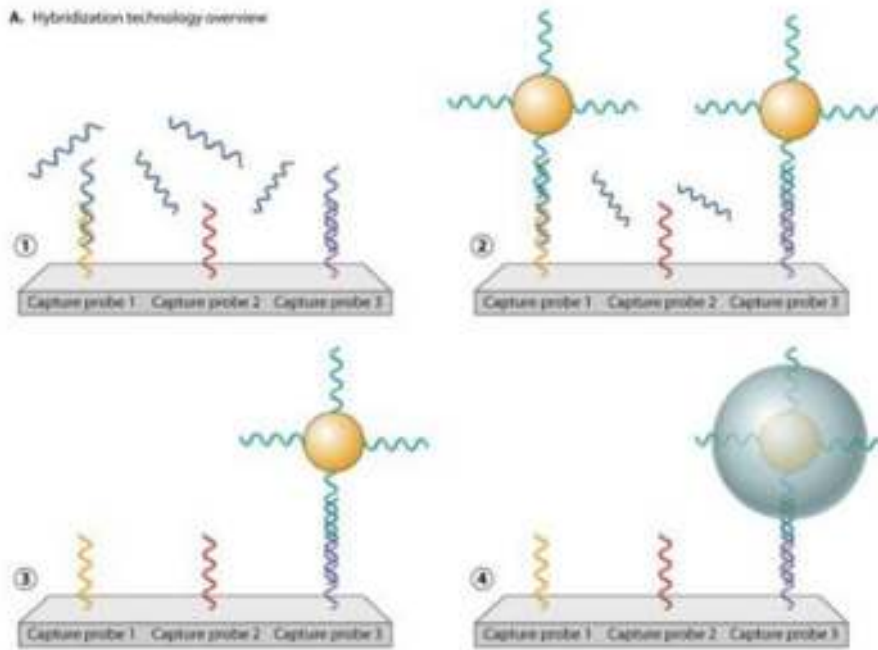 A. Hybridization technology overview
1
Capture probe 1 Capture probe 2 Capture probe 3
2
Capture probe 1 Capture probe 2 Capture probe 3
3
Capture probe 1 Capture probe 2 Capture probe 3
4
Capture probe 1 Capture probe 2 Capture probe 3